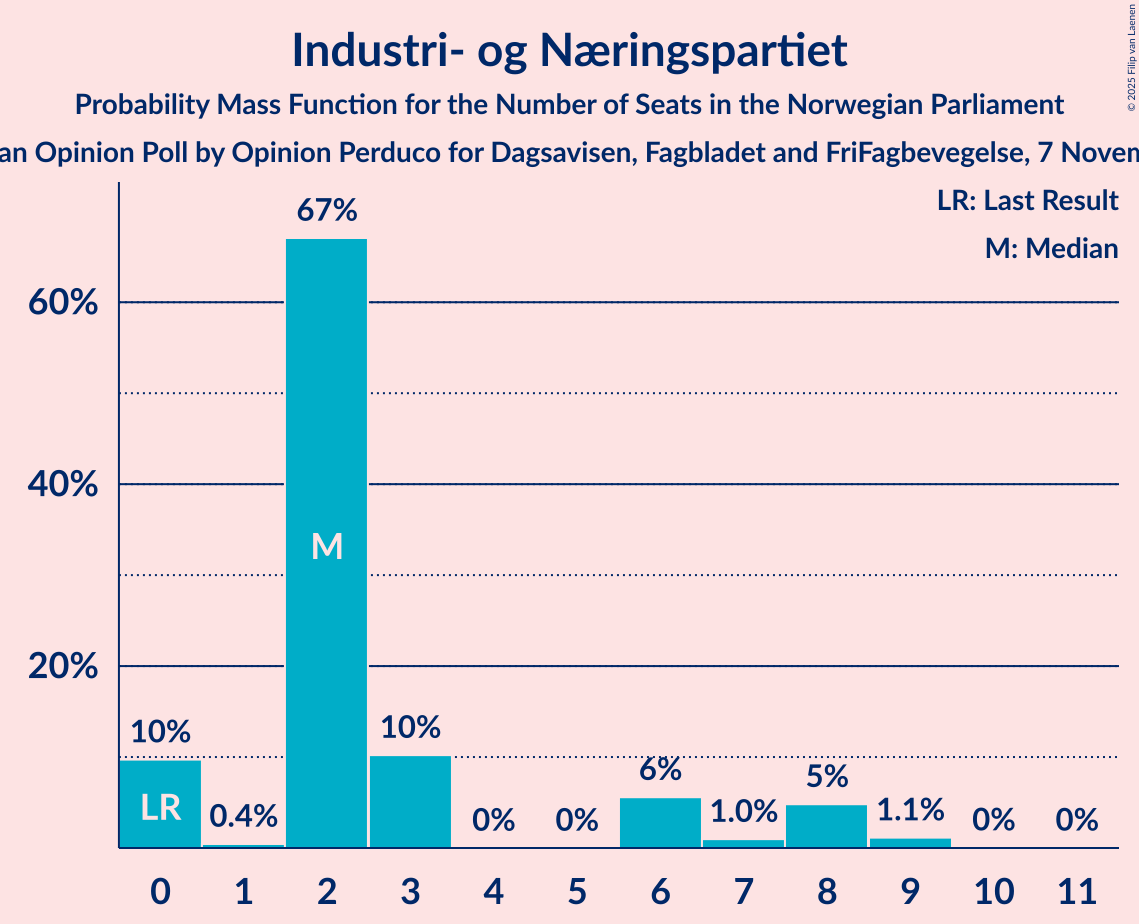 Industri- og Næringspartiet
Probability Mass Function for the Number of Seats in the Norwegian Parliament
an Opinion Poll by Opinion Perduco for Dagsavisen, Fagbladet and FriFagbevegelse, 7
© 2025 Filip van Laenen
LR: Last Result
M: Median
67%
60%
40%
M
20%
10% 10%
LR 0.4% 0% 0% 6% 1.0% 5% 1.1% 0% 0%
0 1 2 3 4 5 6 7 8 9 10 11